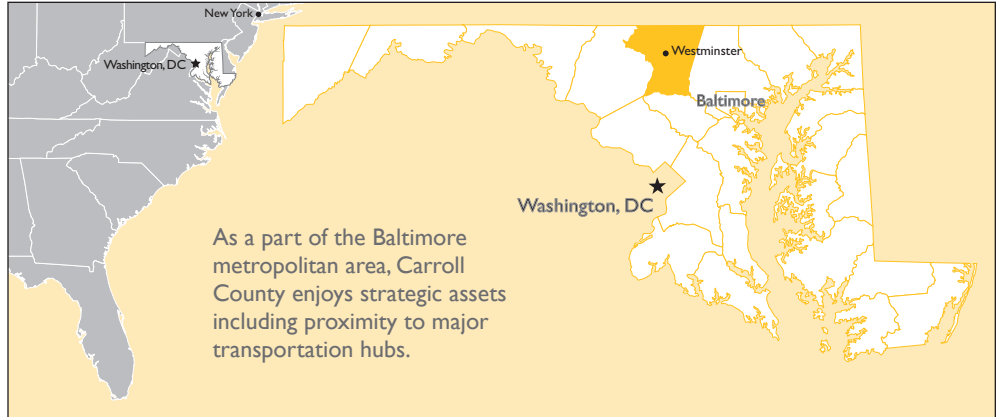 New York
Washington, DC
Westminster
Baltimore
Washington, DC
As a part of the Baltimore
metropolitan area, Carroll
County enjoys strategic assets
including proximity to major
transportation hubs.